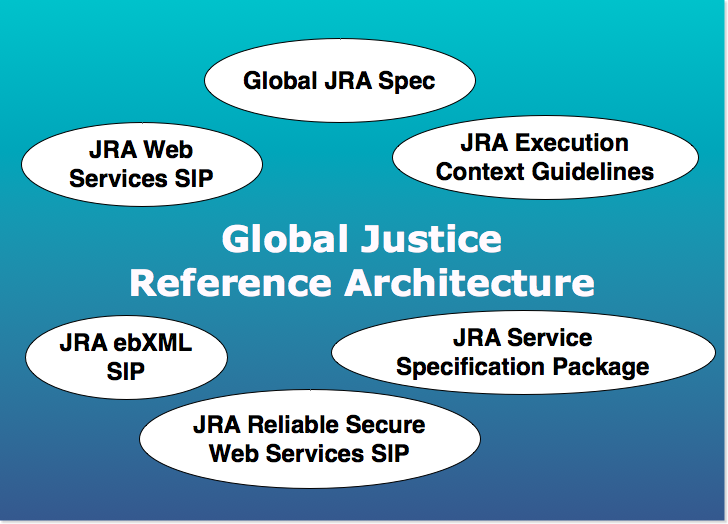 Global JRA Spec
JRA Web
Services SIP
JRA Execution
Context Guidelines
Global Justice
Reference Architecture
JRA ebXML
SIP
JRA Service
Specification Package
JRA Reliable Secure
Web Services SIP